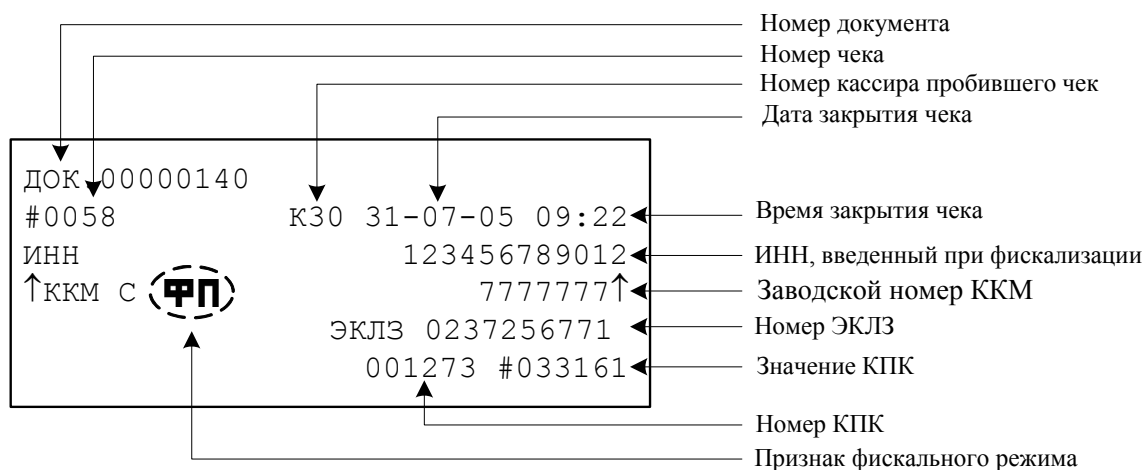 Номер документа
Номер чека
Номер кассира пробившего чек
Дата закрытия чека
ДОК.00000140
#0058 К30 31-07-05 09:22
Время закрытия чека
ИНН 123456789012
ИНН, введенный при фискализации
↑ККМ С ФП 7777777↑
Заводской номер ККМ
ЭКЛЗ 0237256771
Номер ЭКЛЗ
001273 #033161
Значение КПК
Номер КПК
Признак фискального режима